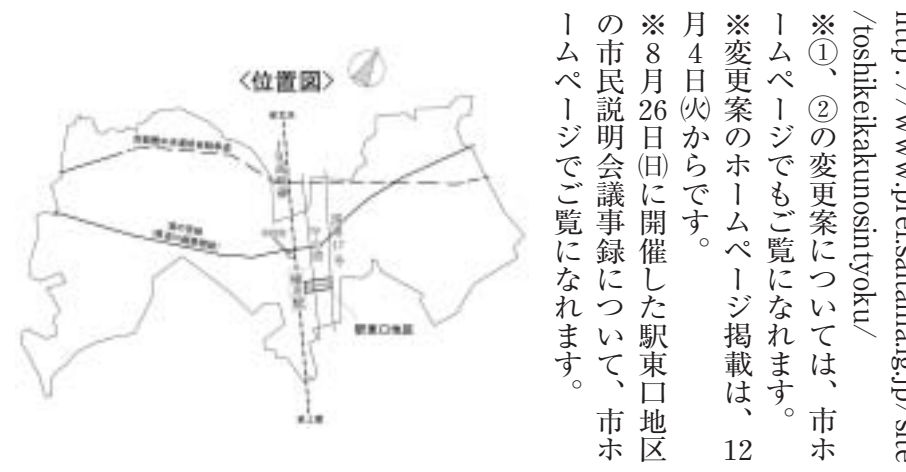 http://www.pref.saitama.lg.jp/site
/toshikeikakunosintyoku/
※①、②の変更案については、市ホ
ームページでもご覧になれます。
※変更案のホームページ掲載は、12
月4日㈫からです。
※8月26日㈰に開催した駅東口地区
の市民説明会議事録について、市ホ
ームページでご覧になれます。
<位置図>
駅東口地区